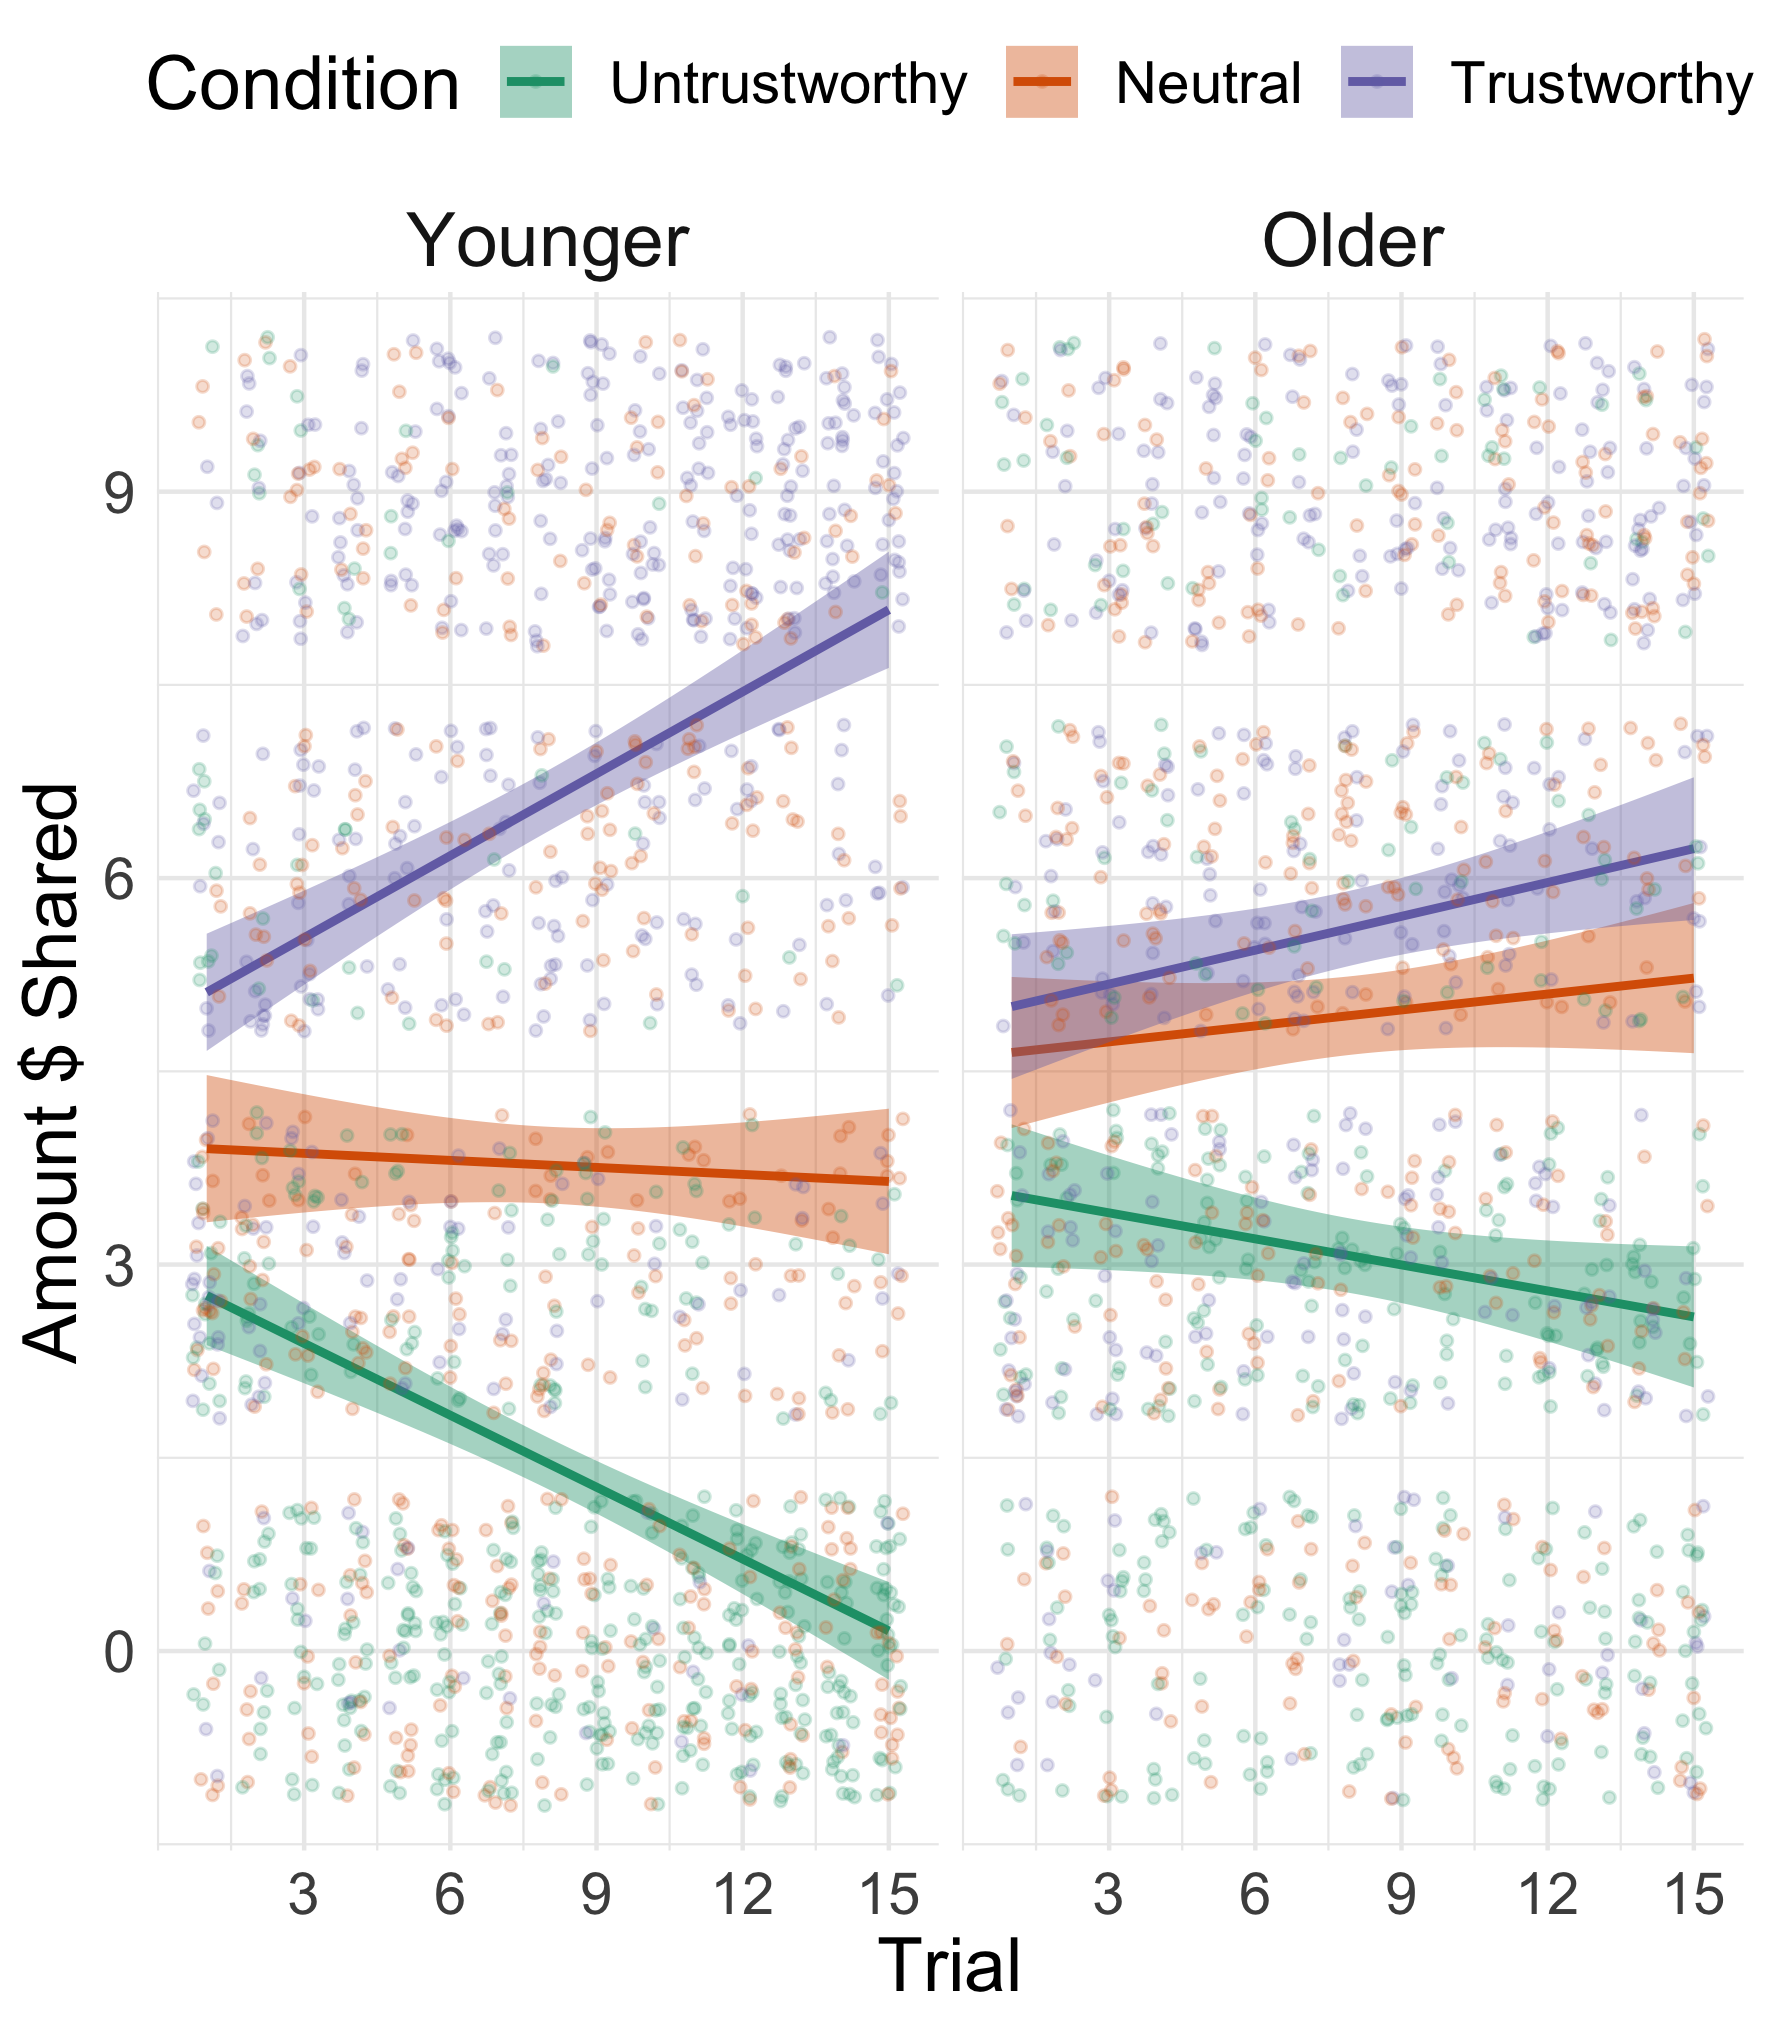 Condition Untrustworthy Neutral Trustworthy
Younger Older
Amount $ Shared
9
6
3
0
3 6 9 12 15 3 6 9 12 15
Trial